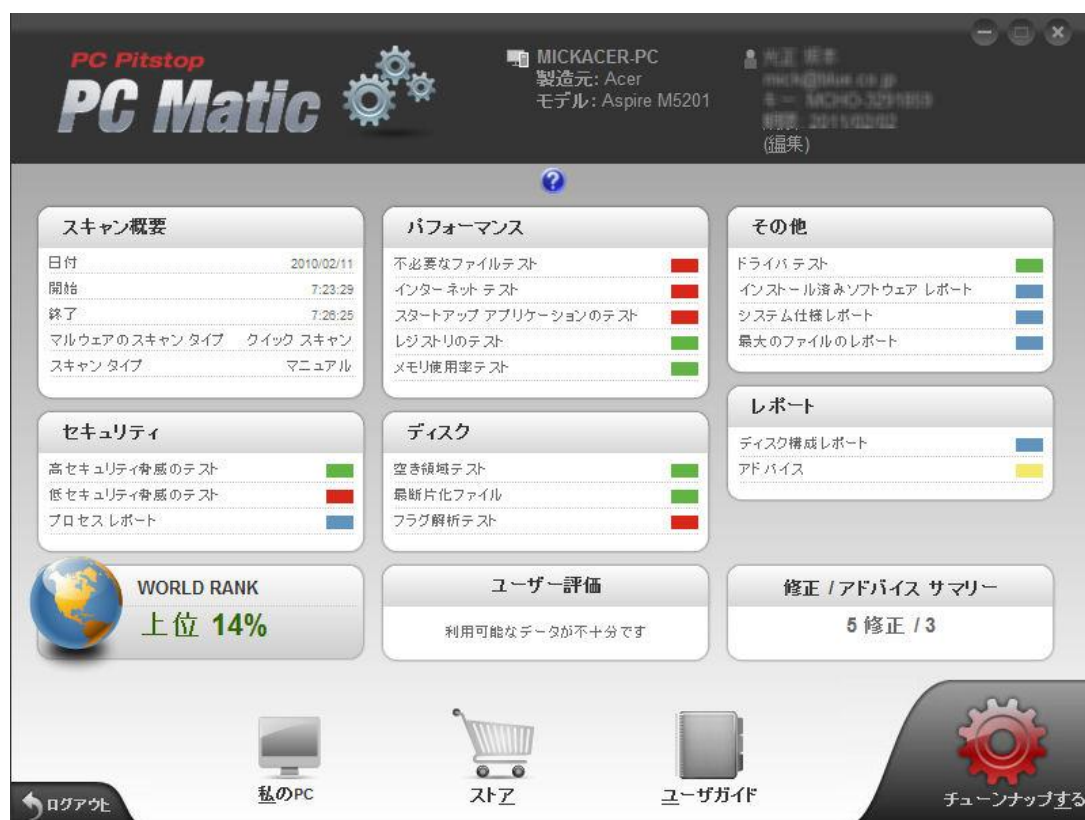 PC Pitstop
PC Matic
MICKACER-PC
製造元: Acer
モデル: Aspire M5201
(編集)
スキャン概要
日付 2010/02/11
開始 7:23:29
終了 7:26:25
マルウェアのスキャン タイプ クイック スキャン
スキャン タイプ マニュアル
セキュリティ
高セキュリティ脅威のテスト
低セキュリティ脅威のテスト
プロセス レポート
パフォーマンス
不必要なファイルテスト
インターネット テスト
スタートアップ アプリケーションのテスト
レジストリのテスト
メモリ使用率テスト
ディスク
空き領域テスト
最断片化ファイル
フラグ解析テスト
その他
ドライバ テスト
インストール済みソフトウェア レポート
システム仕様レポート
最大のファイルのレポート
レポート
ディスク構成レポート
アドバイス
WORLD RANK
上位 14%
ユーザー評価
利用可能なデータが不十分です
修正 / アドバイス サマリー
5 修正 / 3
ログアウト
私のPC
ストア
ユーザガイド
チューンナップする